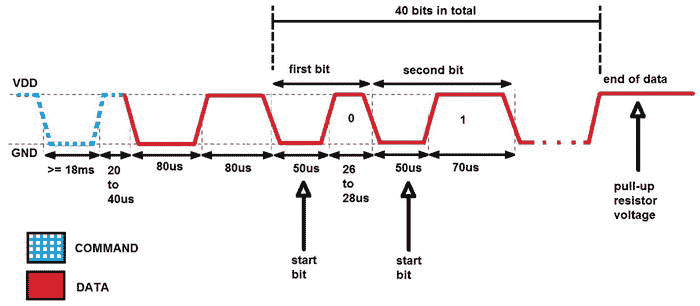 40 bits in total
first bit
second bit
end of data
VDD
GND
0
1
>= 18ms
20
to
40us
80us
80us
50us
26
to
28us
50us
70us
start
bit
start
bit
pull-up
resistor
voltage
COMMAND
DATA